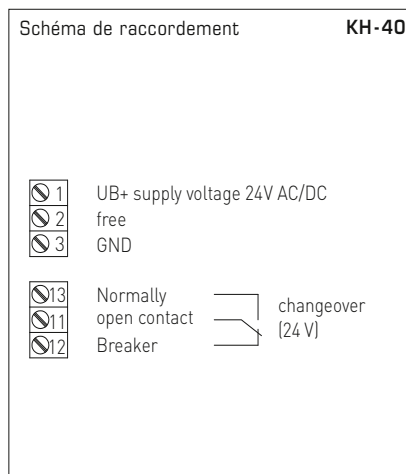 Schéma de raccordement KH-40
1 UB+ supply voltage 24V AC/DC
2 free
3 GND
13 Normally
11 open contact
12 Breaker
changeover
(24 V)